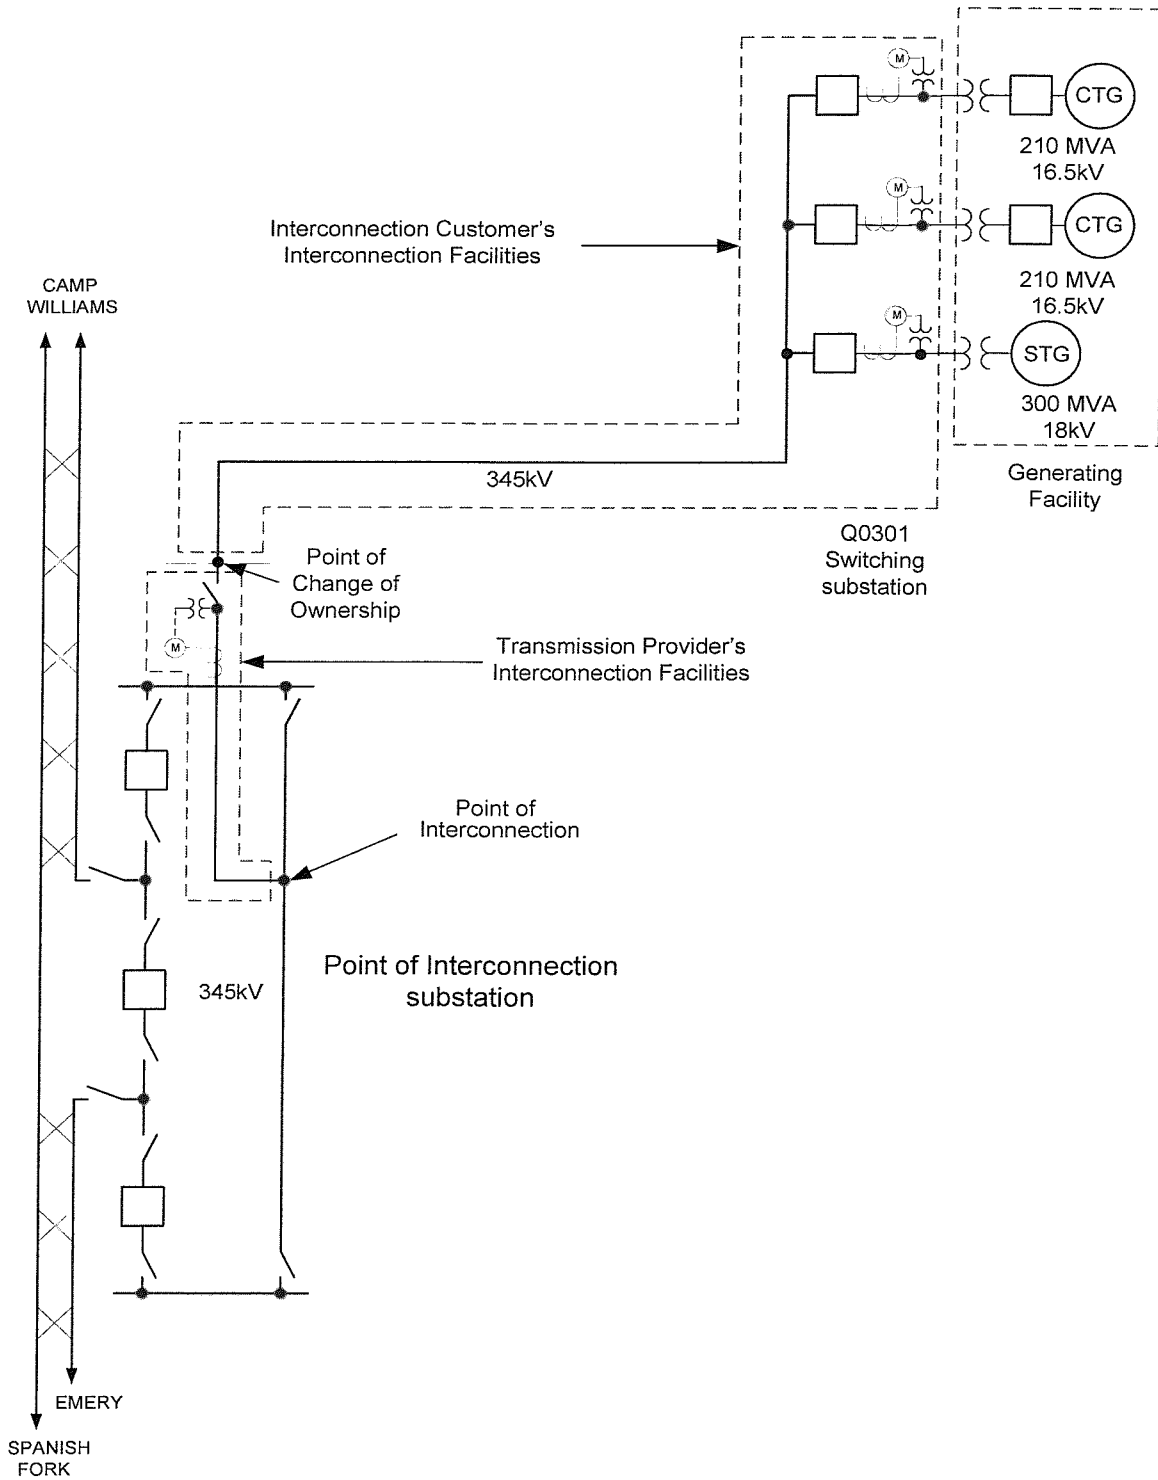 M
CTG
210 MVA
16.5kV
M
CTG
210 MVA
16.5kV
M
STG
300 MVA
18kV
Generating
Facility
Interconnection Customer's
Interconnection Facilities
CAMP
WILLIAMS
345kV
Q0301
Switching
substation
Point of
Change of
Ownership
M
Transmission Provider's
Interconnection Facilities
Point of
Interconnection
Point of Interconnection
substation
345kV
EMERY
SPANISH
FORK